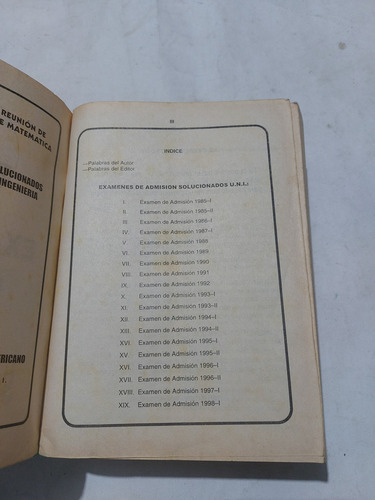 REUNIÓN DE
E MATEMATICA
LUCIONADOS
INGENIERIA
ERICANO
I.
III
INDICE
—Palabras del Autor
—Palabras del Editor
EXAMENES DE ADMISION SOLUCIONADOS U.N.I.:
I. Examen de Admisión 1985–I
II. Examen de Admisión 1985–II
III. Examen de Admisión 1986–I
IV. Examen de Admisión 1987–I
V. Examen de Admisión 1988
VI. Examen de Admisión 1989
VII. Examen de Admisión 1990
VIII. Examen de Admisión 1991
IX. Examen de Admisión 1992
X. Examen de Admisión 1993–I
XI. Examen de Admisión 1993–II
XII. Examen de Admisión 1994–I
XIII. Examen de Admisión 1994–II
XIV. Examen de Admisión 1995–I
XV. Examen de Admisión 1995–II
XVI. Examen de Admisión 1996–I
XVII. Examen de Admisión 1996–II
XVIII. Examen de Admisión 1997–I
XIX. Examen de Admisión 1998–I